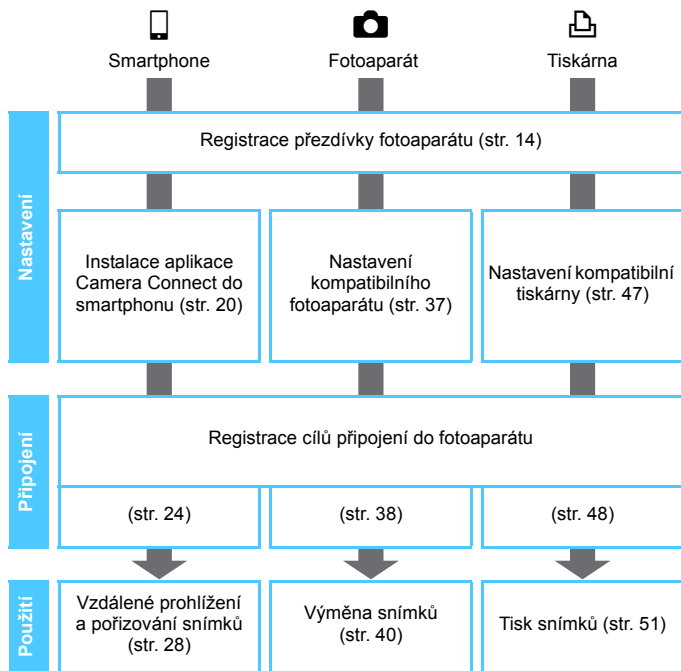 Smartphone
Fotoaparát
Tiskárna
Nastavení
Registrace přezdívky fotoaparátu (str. 14)
Instalace aplikace
Camera Connect do
smartphonu (str. 20)
Nastavení
kompatibilního
fotoaparátu (str. 37)
Nastavení kompatibilní
tiskárny (str. 47)
Připojení
Registrace cílů připojení do fotoaparátu
(str. 24)
(str. 38)
(str. 48)
Použití
Vzdálené prohlížení
a pořizování snímků
(str. 28)
Výměna snímků
(str. 40)
Tisk snímků (str. 51)